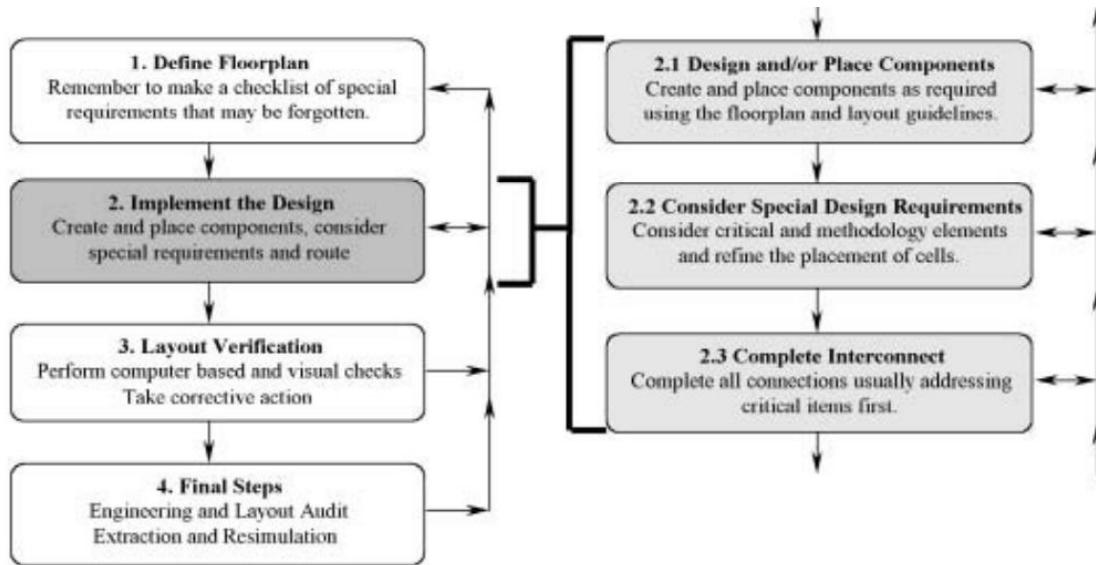 1. Define Floorplan
Remember to make a checklist of special
requirements that may be forgotten.
2. Implement the Design
Create and place components, consider
special requirements and route
3. Layout Verification
Perform computer based and visual checks
Take corrective action
4. Final Steps
Engineering and Layout Audit
Extraction and Resimulation
2.1 Design and/or Place Components
Create and place components as required
using the floorplan and layout guidelines.
2.2 Consider Special Design Requirements
Consider critical and methodology elements
and refine the placement of cells.
2.3 Complete Interconnect
Complete all connections usually addressing
critical items first.